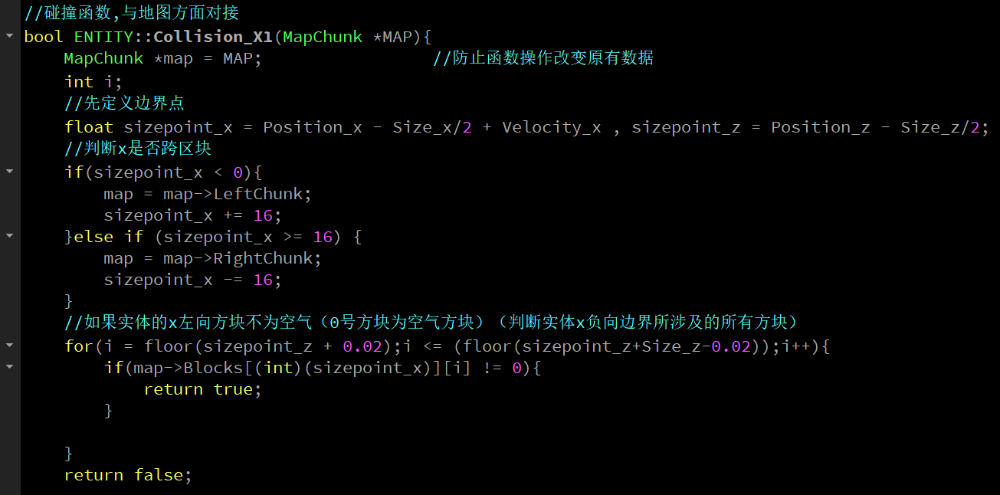 //碰撞函数,与地图方面对接
bool ENTITY::Collision_X1(MapChunk *MAP){
    MapChunk *map = MAP;                 //防止函数操作改变原有数据
    int i;
    //先定义边界点
    float sizepoint_x = Position_x - Size_x/2 + Velocity_x , sizepoint_z = Position_z - Size_z/2;
    //判断x是否跨区块
    if(sizepoint_x < 0){
        map = map->LeftChunk;
        sizepoint_x += 16;
    }else if (sizepoint_x >= 16) {
        map = map->RightChunk;
        sizepoint_x -= 16;
    }
    //如果实体的x左向方块不为空气（0号方块为空气方块）（判断实体x负向边界所涉及的所有方块）
    for(i = floor(sizepoint_z + 0.02);i <= (floor(sizepoint_z+Size_z-0.02));i++){
        if(map->Blocks[(int)(sizepoint_x)][i] != 0){
            return true;
        }
    }
    return false;